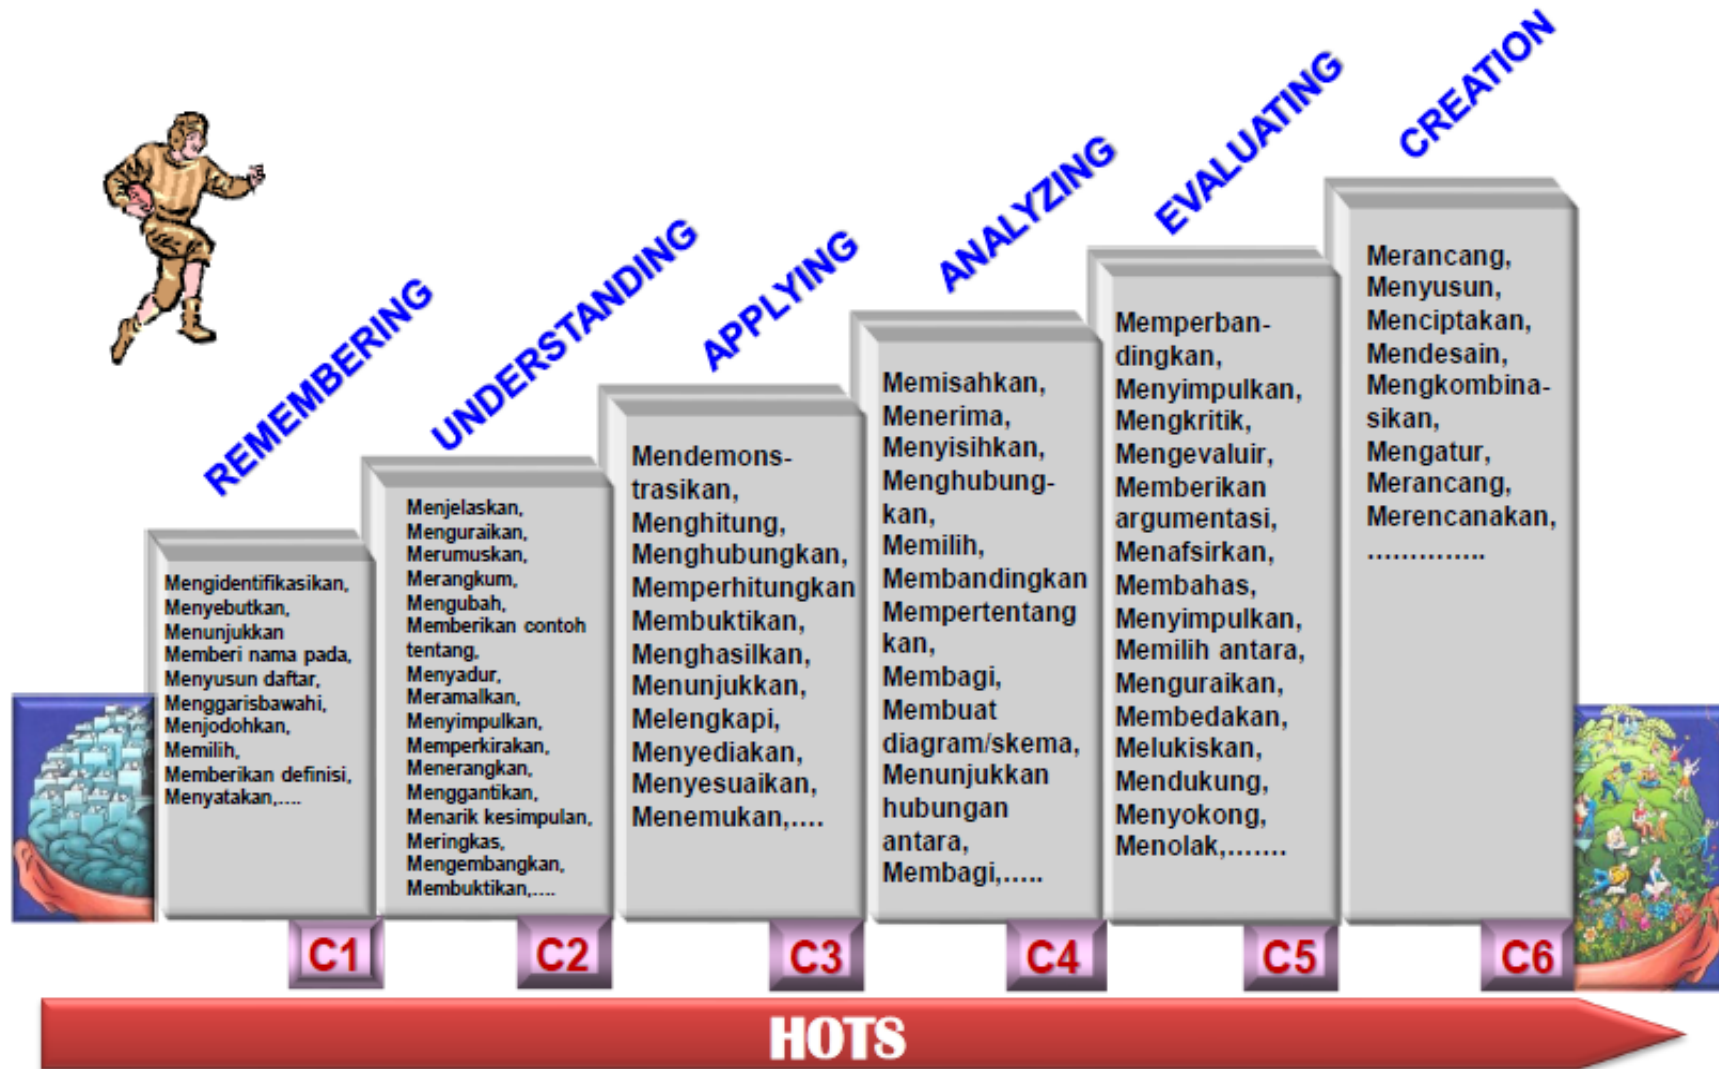 REMEMBERING
Mengidentifikasikan,
Menyebutkan,
Menunjukkan
Memberi nama pada,
Menyusun daftar,
Menggarisbawahi,
Menjodohkan,
Memilih,
Memberikan definisi,
Menyatakan,....
C1
UNDERSTANDING
Menjelaskan,
Menguraikan,
Merumuskan,
Merangkum,
Mengubah,
Memberikan contoh
tentang,
Menyadur,
Meramalkan,
Menyimpulkan,
Memperkirakan,
Menerangkan,
Menggantikan,
Menarik kesimpulan,
Meringkas,
Mengembangkan,
Membuktikan,....
C2
APPLYING
Mendemons-
trasikan,
Menghitung,
Menghubungkan,
Memperhitungkan
Membuktikan,
Menghasilkan,
Menunjukkan,
Melengkapi,
Menyediakan,
Menyesuaikan,
Menemukan,....
C3
ANALYZING
Memisahkan,
Menerima,
Menyisihkan,
Menghubung-
kan,
Memilih,
Membandingkan
Mempertentang
kan,
Membagi,
Membuat
diagram/skema,
Menunjukkan
hubungan
antara,
Membagi,.....
C4
EVALUATING
Memperban-
dingkan,
Menyimpulkan,
Mengkritik,
Mengevaluir,
Memberikan
argumentasi,
Menafsirkan,
Membahas,
Menyimpulkan,
Memilih antara,
Menguraikan,
Membedakan,
Melukiskan,
Mendukung,
Menyokong,
Menolak,.......
C5
CREATION
Merancang,
Menyusun,
Menciptakan,
Mendesain,
Mengkombina-
sikan,
Mengatur,
Merancang,
Merencanakan,
..............
C6
HOTS